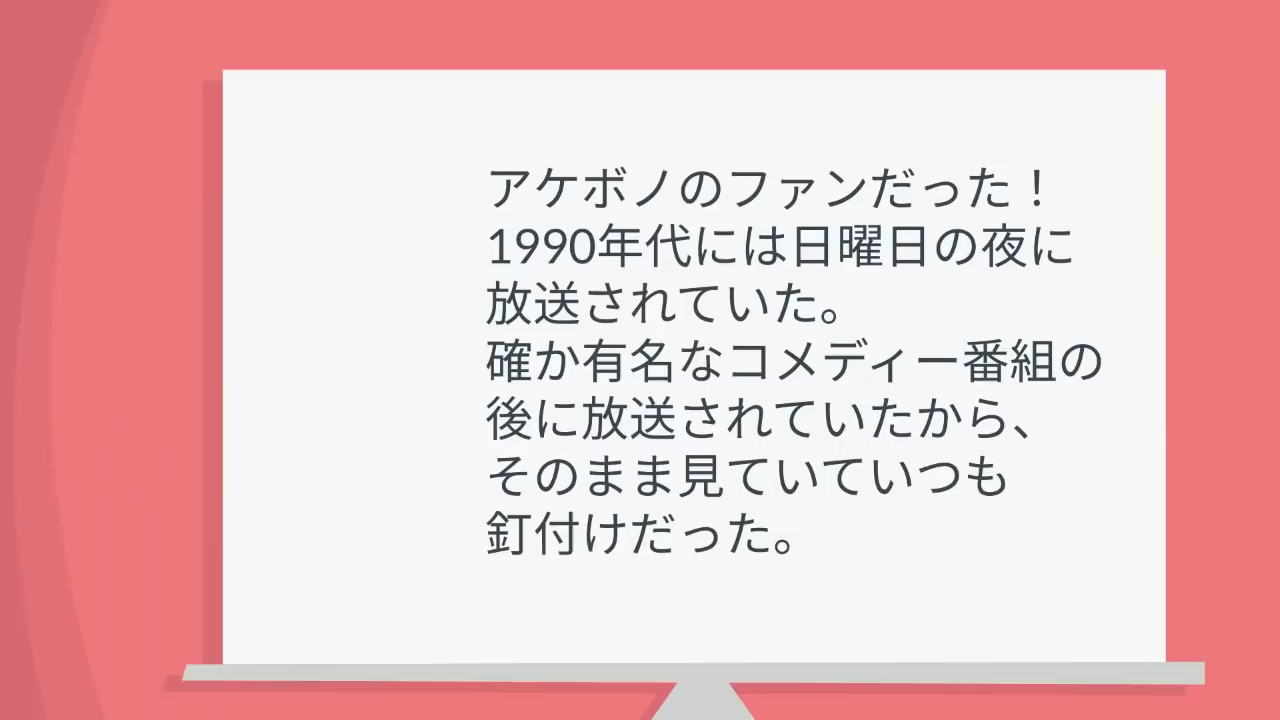 アケボノのファンだった！
1990年代には日曜日の夜に
放送されていた。
確か有名なコメディー番組の
後に放送されていたから、
そのまま見ていていつも
釘付けだった。